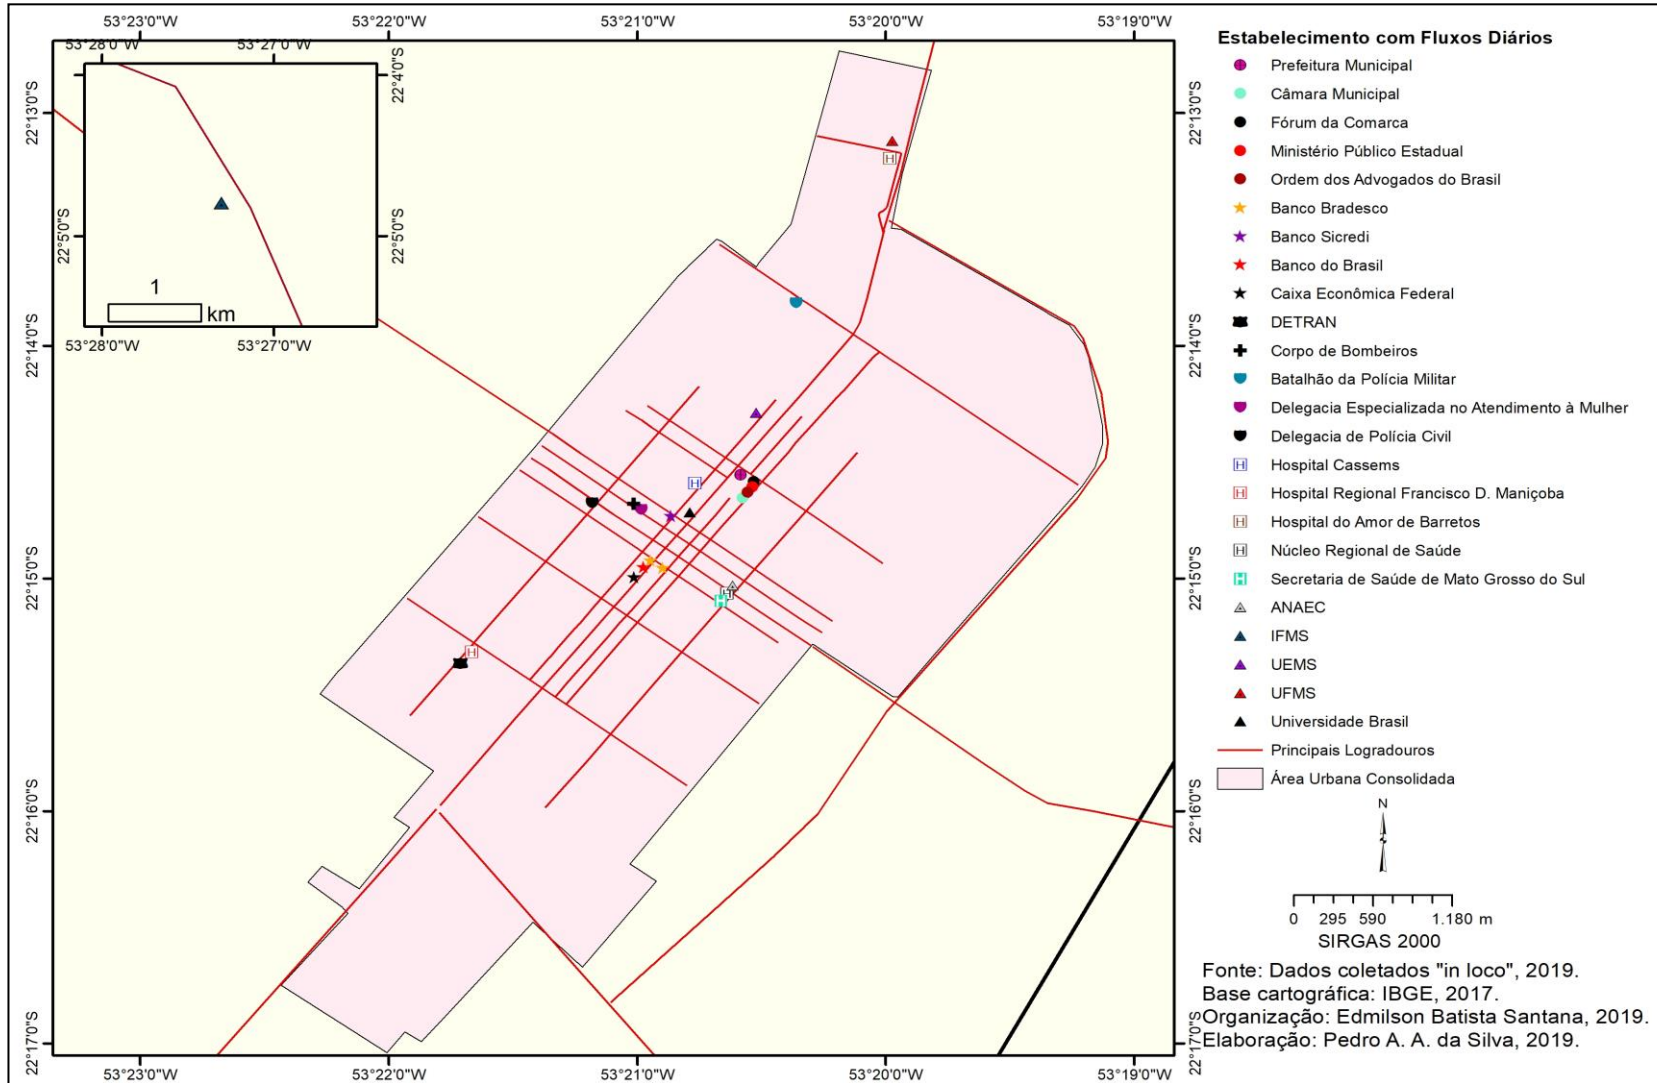 53°23'0"W
53°22'0"W
53°21'0"W
53°20'0"W
53°19'0"W
53°28'0"W
53°27'0"W
22°4'0"S
22°5'0"S
22°5'0"S
1
km
53°28'0"W
53°27'0"W
22°13'0"S
22°14'0"S
22°15'0"S
22°16'0"S
22°17'0"S
H
H
H
H
H
H
22°13'0"S
22°14'0"S
22°15'0"S
22°16'0"S
22°17'0"S
53°23'0"W
53°22'0"W
53°21'0"W
53°20'0"W
53°19'0"W
Estabelecimento com Fluxos Diários
Prefeitura Municipal
Câmara Municipal
Fórum da Comarca
Ministério Público Estadual
Ordem dos Advogados do Brasil
Banco Bradesco
Banco Sicredi
Banco do Brasil
Caixa Econômica Federal
DETRAN
Corpo de Bombeiros
Batalhão da Polícia Militar
Delegacia Especializada no Atendimento à Mulher
Delegacia de Polícia Civil
H Hospital Cassems
H Hospital Regional Francisco D. Maniçoba
H Hospital do Amor de Barretos
H Núcleo Regional de Saúde
H Secretaria de Saúde de Mato Grosso do Sul
ANAEC
IFMS
UEMS
UFMS
Universidade Brasil
Principais Logradouros
Área Urbana Consolidada
N
0 295 590 1.180 m
SIRGAS 2000
Fonte: Dados coletados "in loco", 2019.
Base cartográfica: IBGE, 2017.
Organização: Edmilson Batista Santana, 2019.
Elaboração: Pedro A. A. da Silva, 2019.